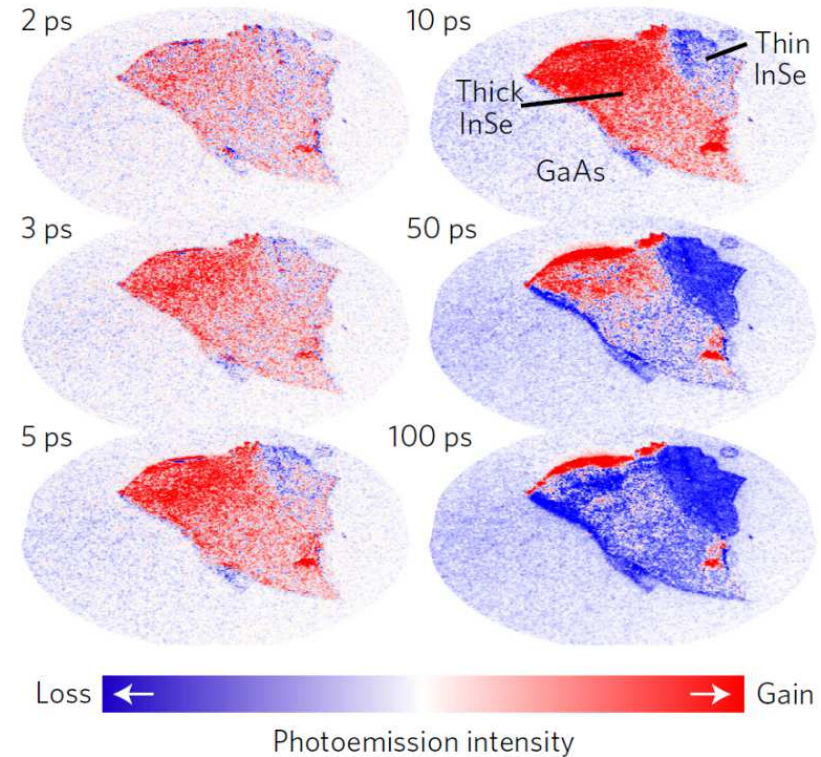 2 ps
10 ps
Thin
InSe
Thick
InSe
GaAs
3 ps
50 ps
5 ps
100 ps
Loss
Gain
Photoemission intensity